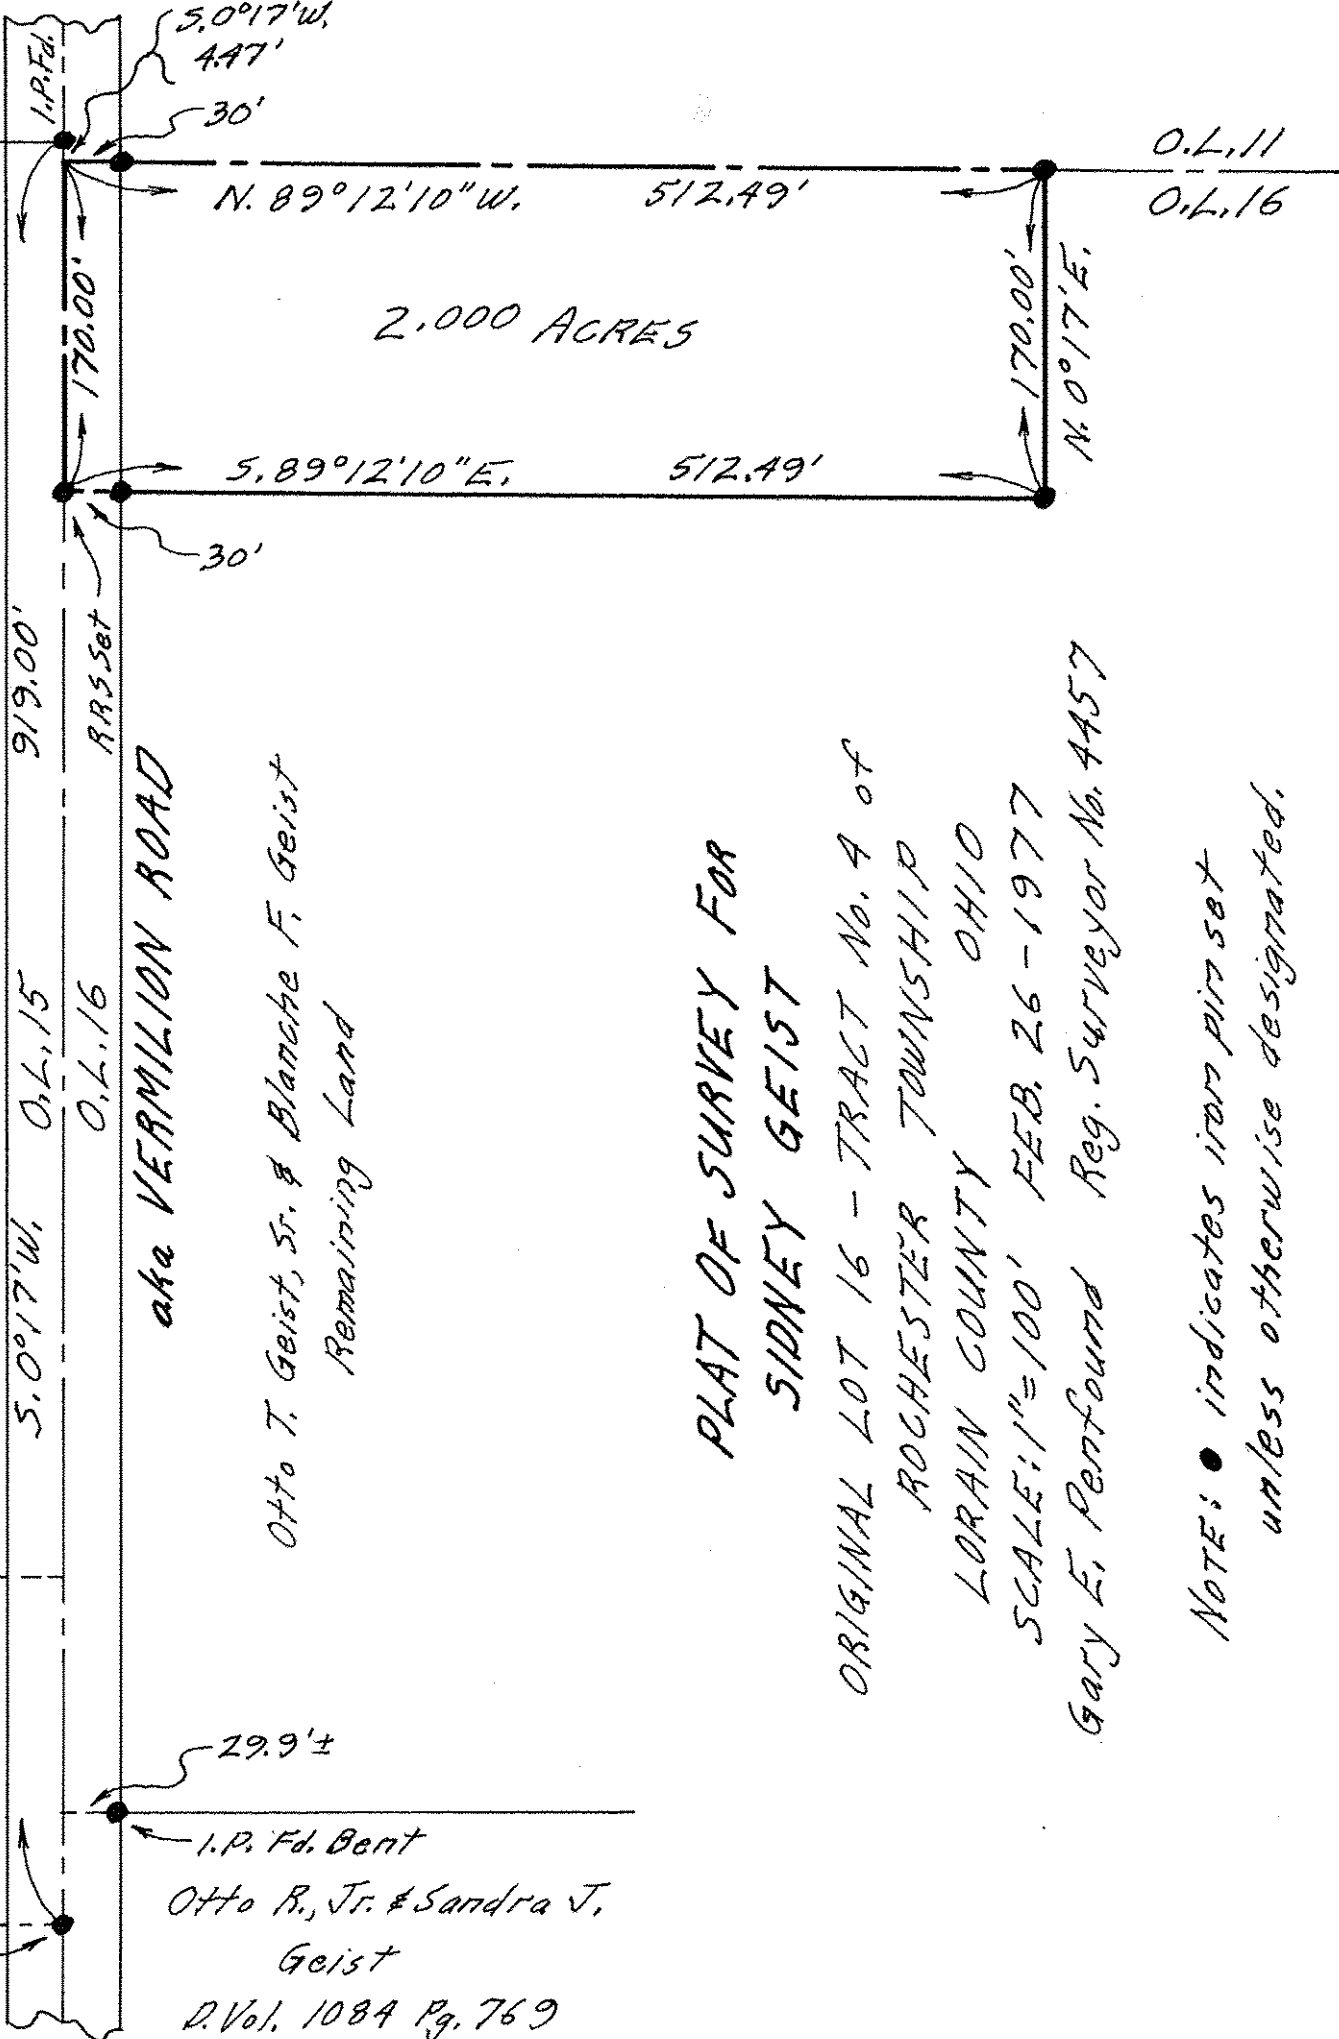 S.0°17'W.
4.47'
I.P.Fd.
30'
O.L.11
O.L.16
N. 89°12'10"W. 512.49'
170.00'
2.000 ACRES
170.00'
N. 0°17'E.
S. 89°12'10"E. 512.49'
30'
S.0°17'W. O.L.15 919.00'
O.L.16 RRS Set
aka VERMILION ROAD
Otto T. Geist, Sr. & Blanche F. Geist
Remaining Land
PLAT OF SURVEY FOR
SIDNEY GEIST
ORIGINAL LOT 16 - TRACT No. 4 of
ROCHESTER TOWNSHIP
LORAIN COUNTY OHIO
SCALE: 1"=100' FEB. 26-1977
Gary E. Penfound Reg. Surveyor No. 4457
NOTE: ● indicates iron pin set
unless otherwise designated.
29.9'±
I.P. Fd. Bent
Otto R., Jr. & Sandra J.
Geist
D.Vol. 1084 Pg. 769